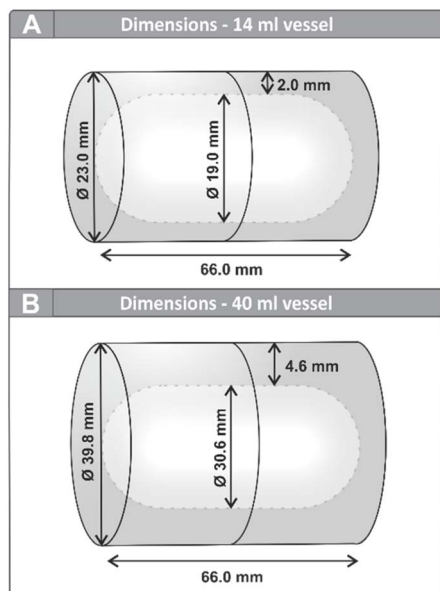 A Dimensions - 14 ml vessel
2.0 mm
Ø 23.0 mm
Ø 19.0 mm
66.0 mm
B Dimensions - 40 ml vessel
4.6 mm
Ø 39.8 mm
Ø 30.6 mm
66.0 mm